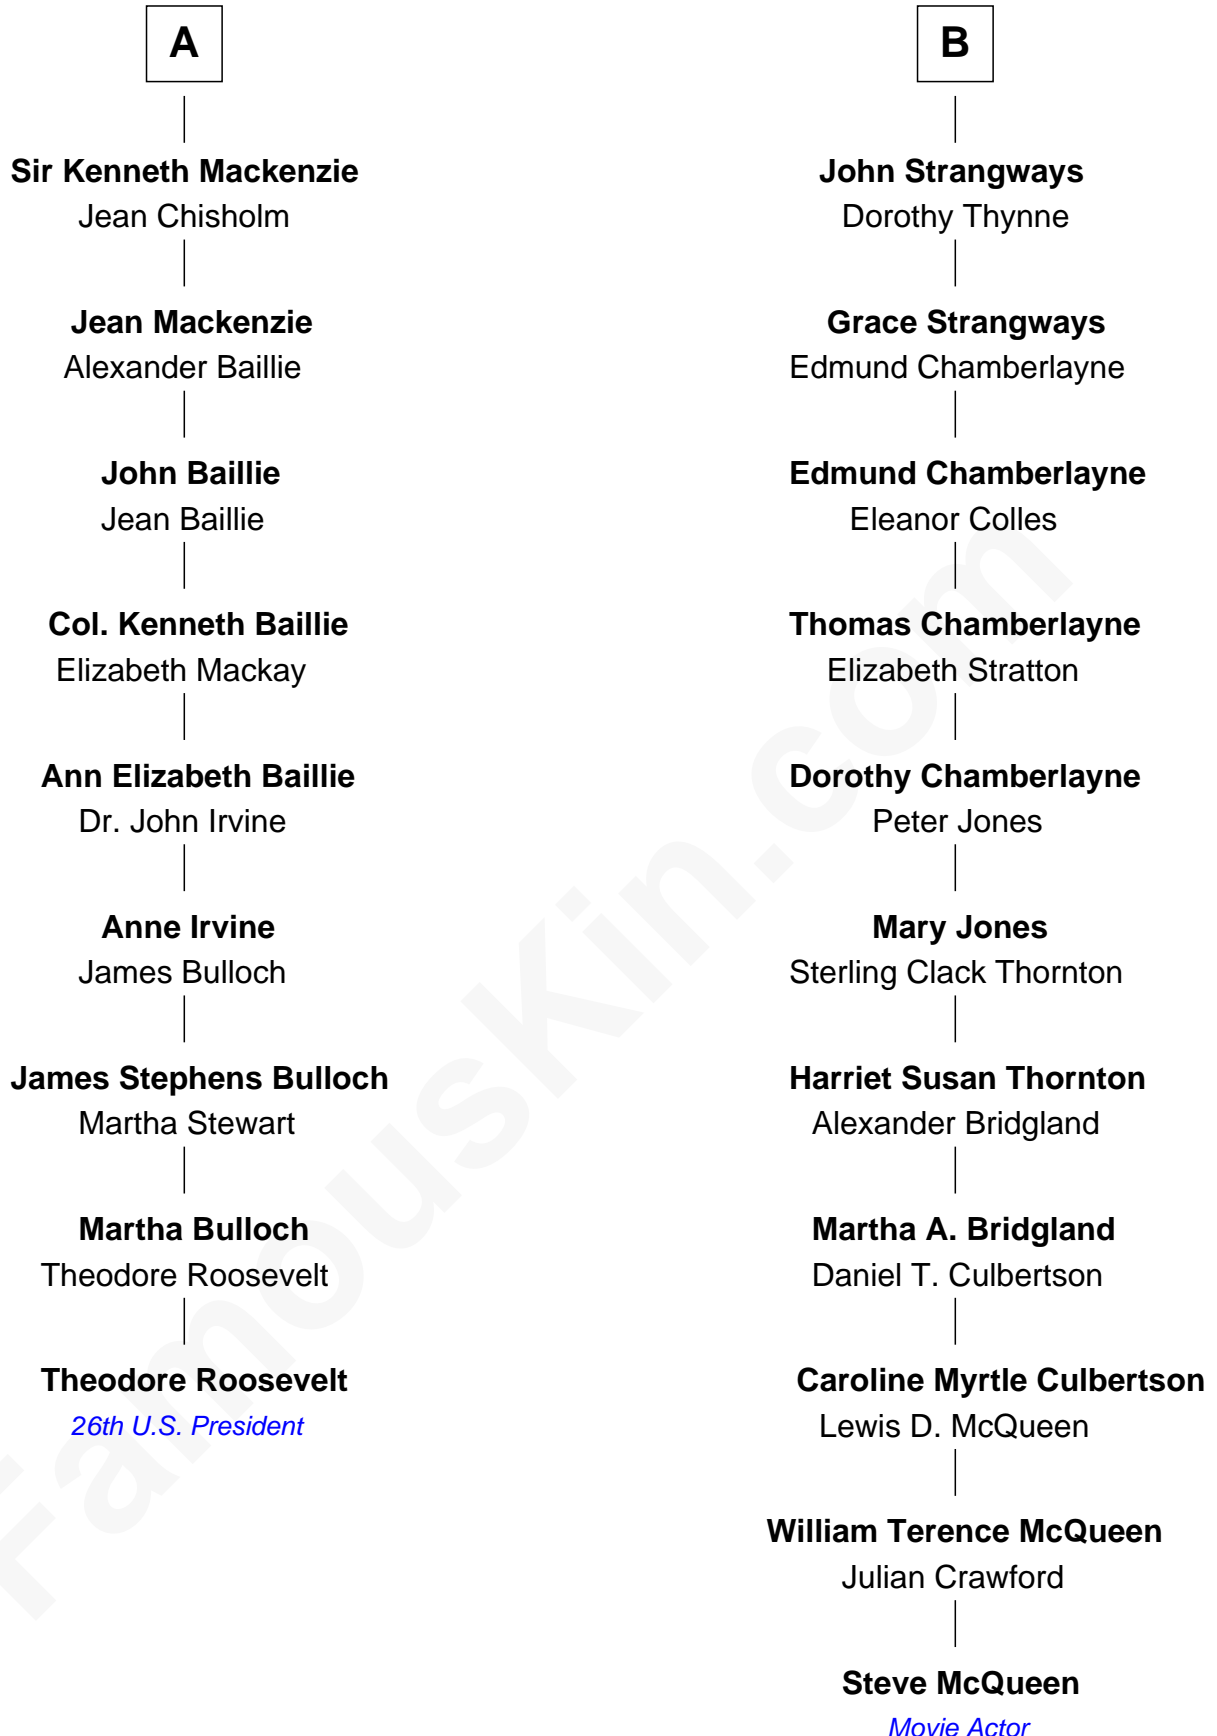 A
Sir Kenneth Mackenzie
Jean Chisholm
Jean Mackenzie
Alexander Baillie
John Baillie
Jean Baillie
Col. Kenneth Baillie
Elizabeth Mackay
Ann Elizabeth Baillie
Dr. John Irvine
Anne Irvine
James Bulloch
James Stephens Bulloch
Martha Stewart
Martha Bulloch
Theodore Roosevelt
Theodore Roosevelt
26th U.S. President
B
John Strangways
Dorothy Thynne
Grace Strangways
Edmund Chamberlayne
Edmund Chamberlayne
Eleanor Colles
Thomas Chamberlayne
Elizabeth Stratton
Dorothy Chamberlayne
Peter Jones
Mary Jones
Sterling Clack Thornton
Harriet Susan Thornton
Alexander Bridgland
Martha A. Bridgland
Daniel T. Culbertson
Caroline Myrtle Culbertson
Lewis D. McQueen
William Terence McQueen
Julian Crawford
Steve McQueen
Movie Actor
FamousKin.com